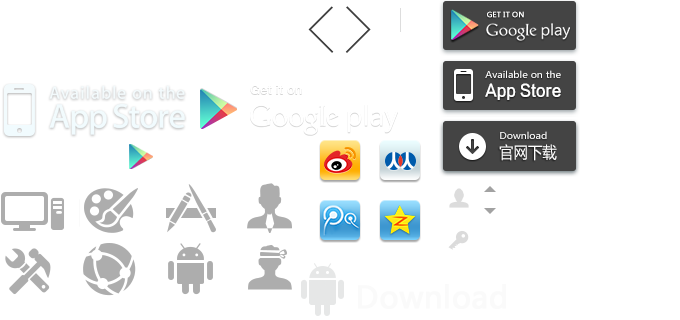 GET IT ON
Google play
Available on the
App Store
Get it on
Google play
Available on the
App Store
Download
官网下载
Download